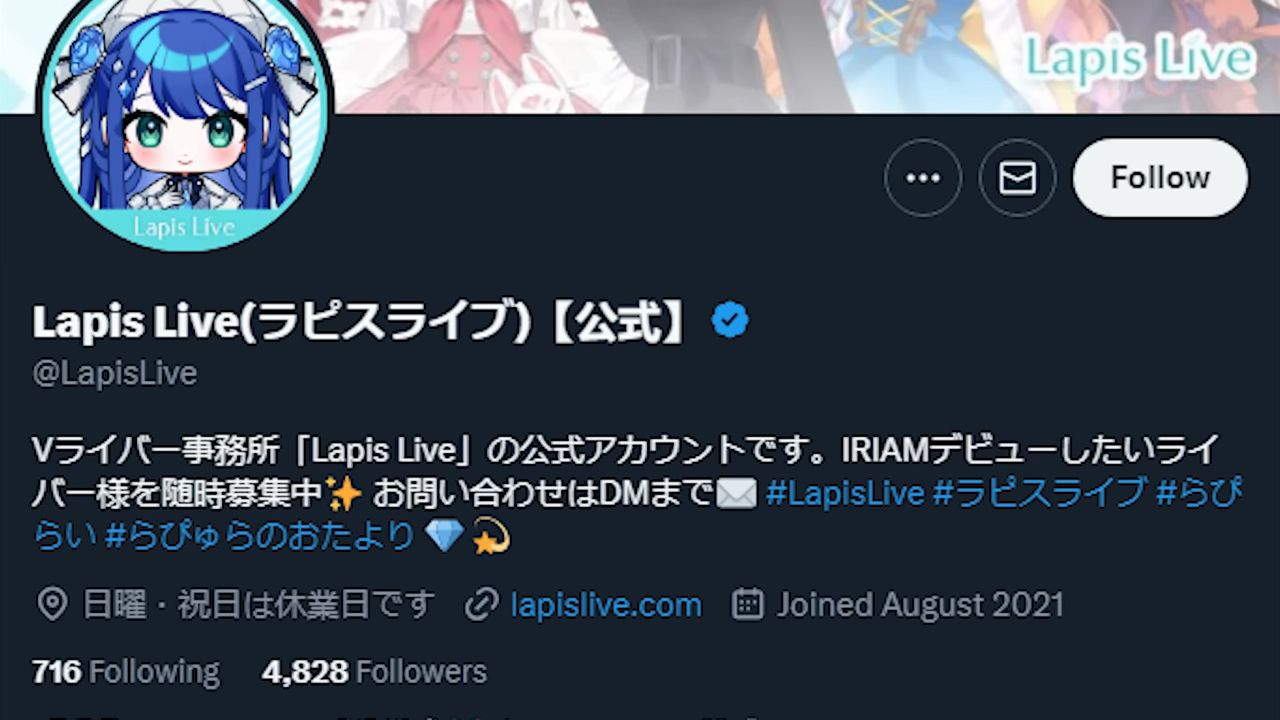 Lapis Live
Lapis Live
Follow
Lapis Live(ラピスライブ)【公式】
@LapisLive
Vライバー事務所「Lapis Live」の公式アカウントです。IRIAMデビューしたいライ
バー様を随時募集中✨ お問い合わせはDMまで✉️ #LapisLive #ラピスライブ #らぴ
らい #らぴゅらのおたより 💎 💫
日曜・祝日は休業日です lapislive.com Joined August 2021
716 Following 4,828 Followers